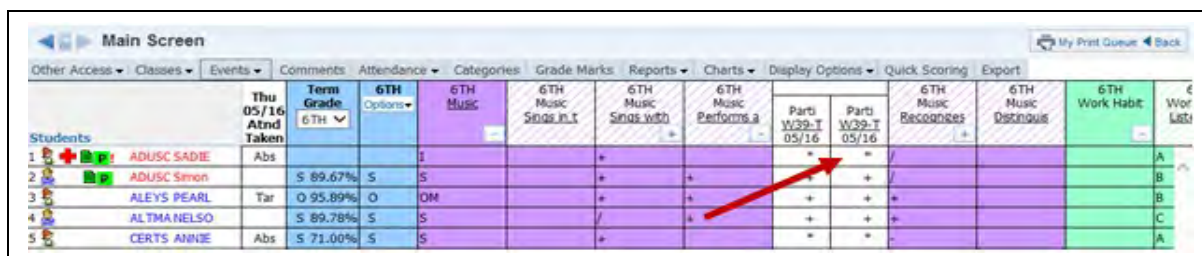 Main Screen
My Print Queue Back
Other Access Classes Events Comments Attendance Categories Grade Marks Reports Charts Display Options Quick Scoring Export
Students Thu 05/16 Atnd Taken Term Grade 6TH 6TH Options 6TH Music 6TH Music Sings in t 6TH Music Sings with 6TH Music Performs a Parti W39-T 05/16 Parti W39-T 05/16 6TH Music Recognizes 6TH Music Distinguis 6TH Work Habit
1 P! ADUSC SADIE Abs I + * * / A
2 P ADUSC Simon S 89.67% S S + + + + / B
3 ALEYS PEARL Tar O 95.89% O OM + + + + + B
4 ALTMA NELSO S 89.78% S S / + + + + C
5 CERTS ANNIE Abs S 71.00% S S + * * - A